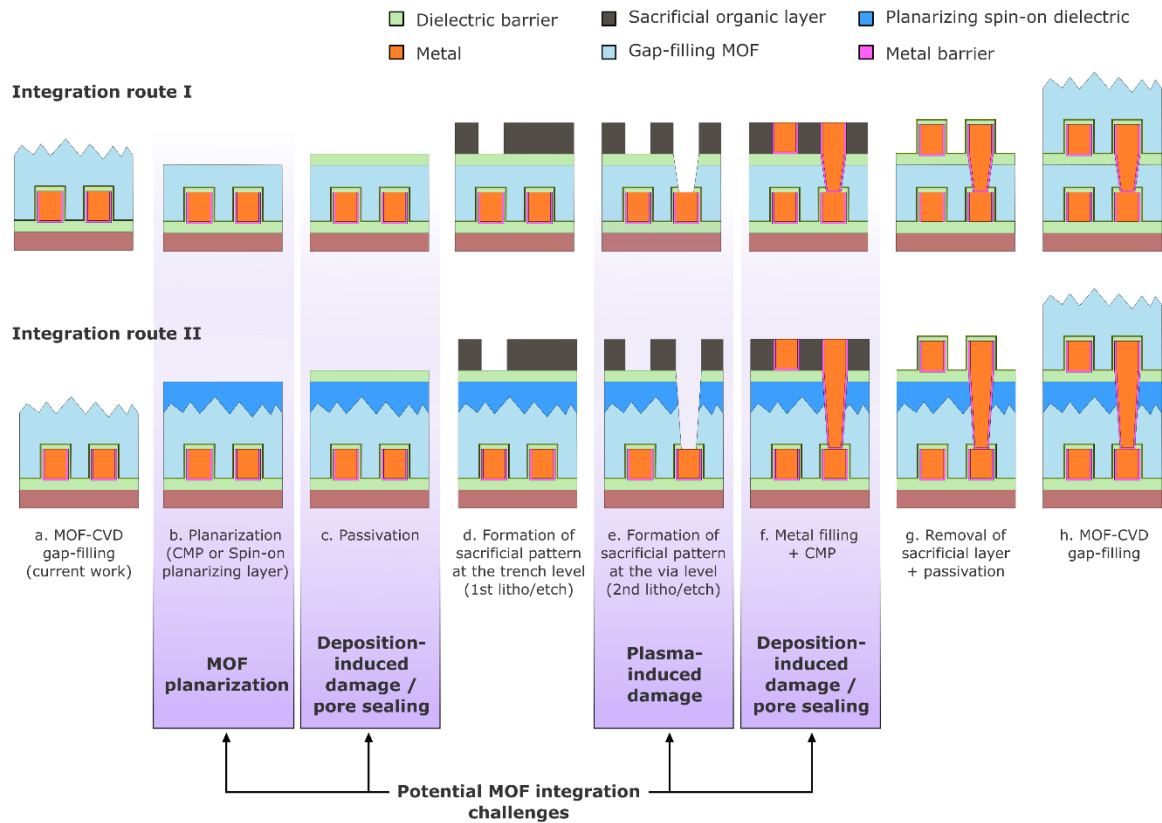 Dielectric barrier
Sacrificial organic layer
Planarizing spin-on dielectric
Metal
Gap-filling MOF
Metal barrier
Integration route I
Integration route II
a. MOF-CVD
gap-filling
(current work)
b. Planarization
(CMP or Spin-on
planarizing layer)
c. Passivation
d. Formation of
sacrificial pattern
at the trench level
(1st litho/etch)
e. Formation of
sacrificial pattern
at the via level
(2nd litho/etch)
f. Metal filling
+ CMP
g. Removal of
sacrificial layer
+ passivation
h. MOF-CVD
gap-filling
MOF
planarization
Deposition-
induced
damage /
pore sealing
Plasma-
induced
damage
Deposition-
induced
damage /
pore sealing
Potential MOF integration
challenges